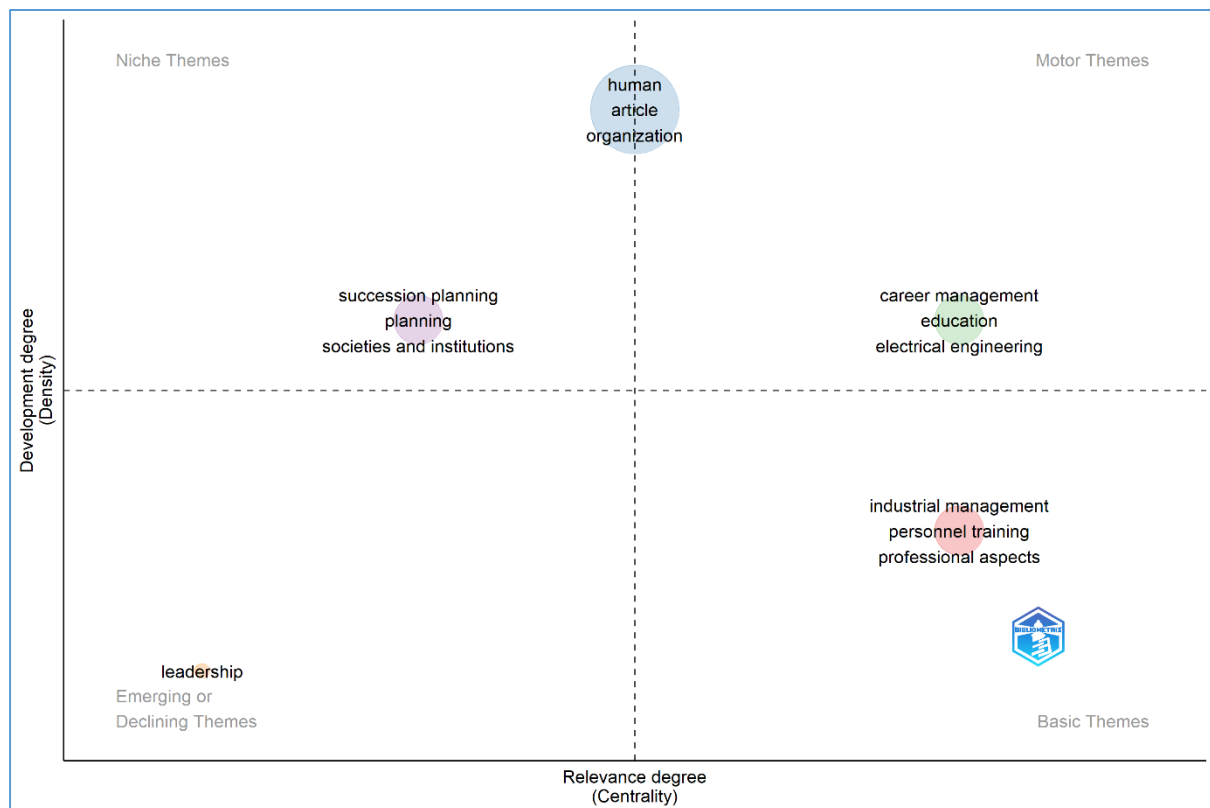 Niche Themes
Motor Themes
human
article
organization
succession planning
planning
societies and institutions
career management
education
electrical engineering
industrial management
personnel training
professional aspects
BIBLIOMETRIX
leadership
Emerging or
Declining Themes
Basic Themes
Development degree
(Density)
Relevance degree
(Centrality)